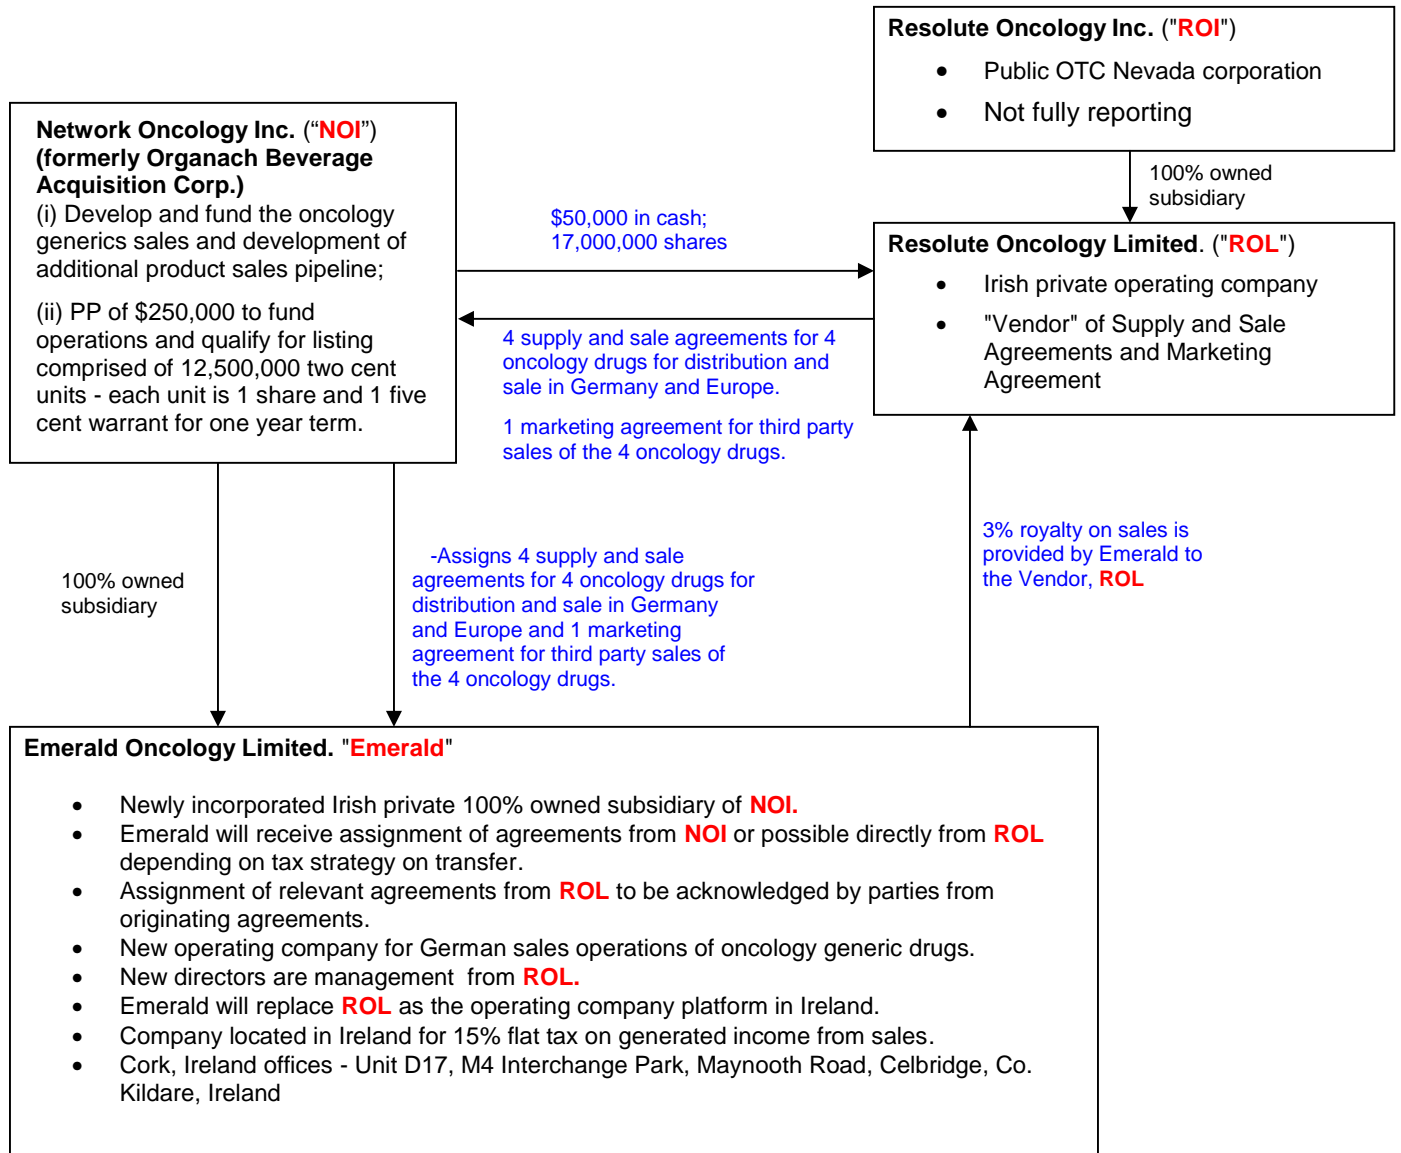 Resolute Oncology Inc. ("ROI")
• Public OTC Nevada corporation
• Not fully reporting
Network Oncology Inc. (“NOI”)
(formerly Organach Beverage
Acquisition Corp.)
(i) Develop and fund the oncology
generics sales and development of
additional product sales pipeline;
(ii) PP of $250,000 to fund
operations and qualify for listing
comprised of 12,500,000 two cent
units - each unit is 1 share and 1 five
cent warrant for one year term.
100% owned
subsidiary
$50,000 in cash;
17,000,000 shares
Resolute Oncology Limited. ("ROL")
• Irish private operating company
• "Vendor" of Supply and Sale
Agreements and Marketing
Agreement
4 supply and sale agreements for 4
oncology drugs for distribution and
sale in Germany and Europe.
1 marketing agreement for third party
sales of the 4 oncology drugs.
100% owned
subsidiary
-Assigns 4 supply and sale
agreements for 4 oncology drugs for
distribution and sale in Germany
and Europe and 1 marketing
agreement for third party sales of
the 4 oncology drugs.
3% royalty on sales is
provided by Emerald to
the Vendor, ROL
Emerald Oncology Limited. "Emerald"
• Newly incorporated Irish private 100% owned subsidiary of NOI.
• Emerald will receive assignment of agreements from NOI or possible directly from ROL
depending on tax strategy on transfer.
• Assignment of relevant agreements from ROL to be acknowledged by parties from
originating agreements.
• New operating company for German sales operations of oncology generic drugs.
• New directors are management from ROL.
• Emerald will replace ROL as the operating company platform in Ireland.
• Company located in Ireland for 15% flat tax on generated income from sales.
• Cork, Ireland offices - Unit D17, M4 Interchange Park, Maynooth Road, Celbridge, Co.
Kildare, Ireland